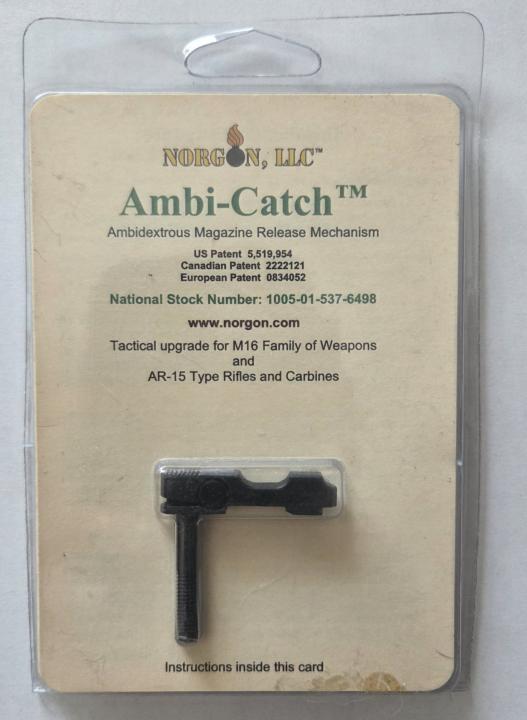 NORGON, LLC™
Ambi-Catch™
Ambidextrous Magazine Release Mechanism
US Patent 5,519,954
Canadian Patent 2222121
European Patent 0834052
National Stock Number: 1005-01-537-6498
www.norgon.com
Tactical upgrade for M16 Family of Weapons
and
AR-15 Type Rifles and Carbines
Instructions inside this card